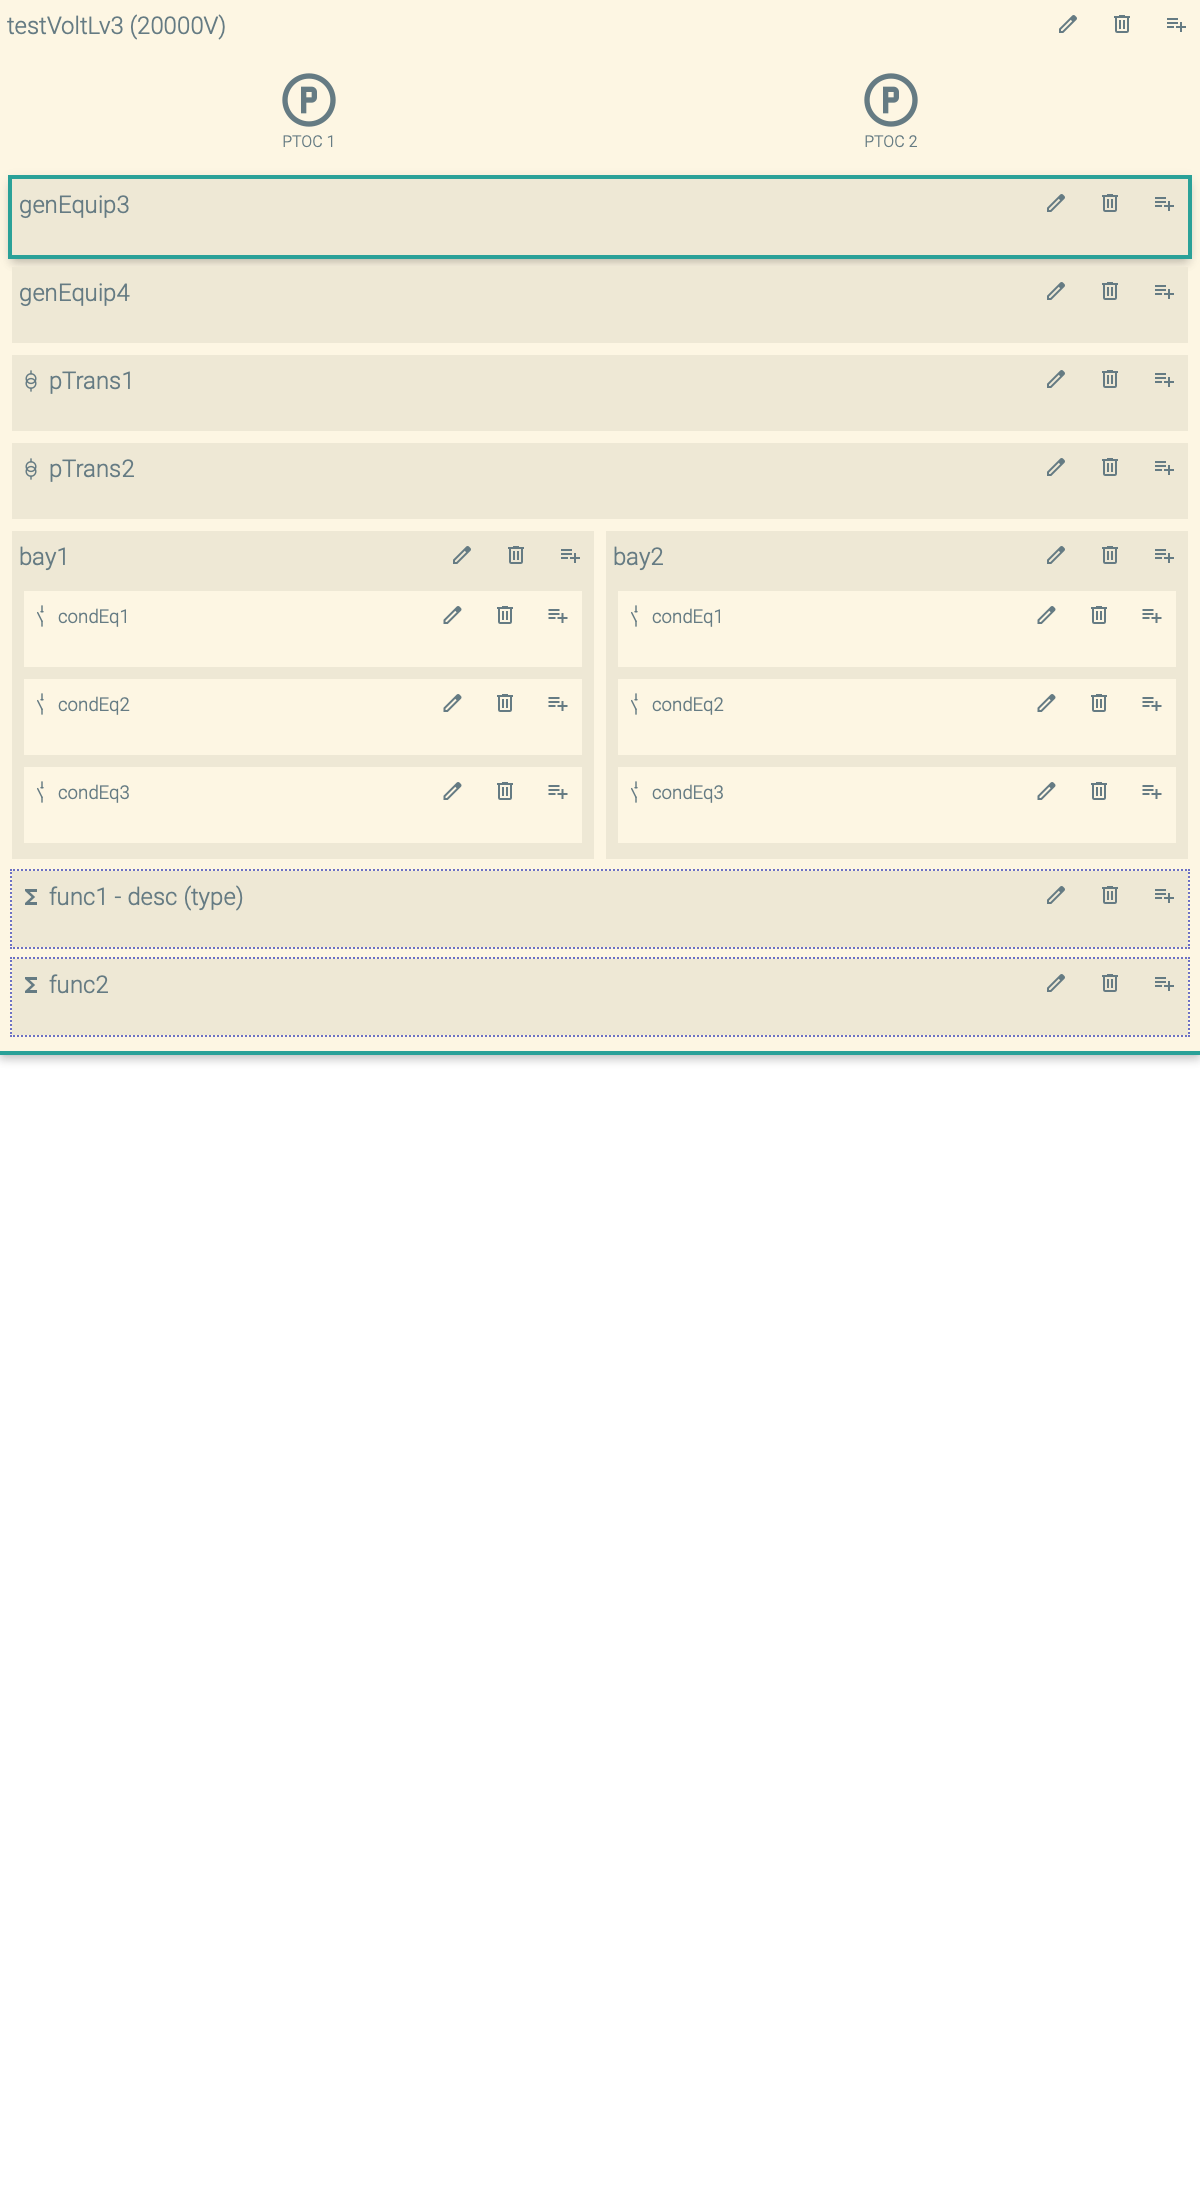 testVoltLv3 (20000V)
PTOC 1
PTOC 2
genEquip3
genEquip4
pTrans1
pTrans2
bay1
condEq1
condEq2
condEq3
bay2
condEq1
condEq2
condEq3
func1 - desc (type)
func2